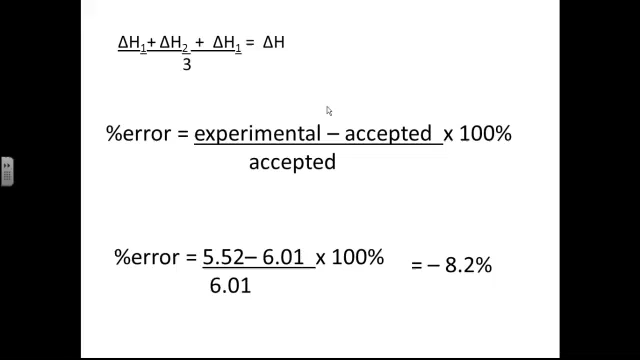 ΔH1+ ΔH2 + ΔH1 = ΔH
3
%error = experimental – accepted x 100%
accepted
%error = 5.52– 6.01 x 100% = – 8.2%
6.01